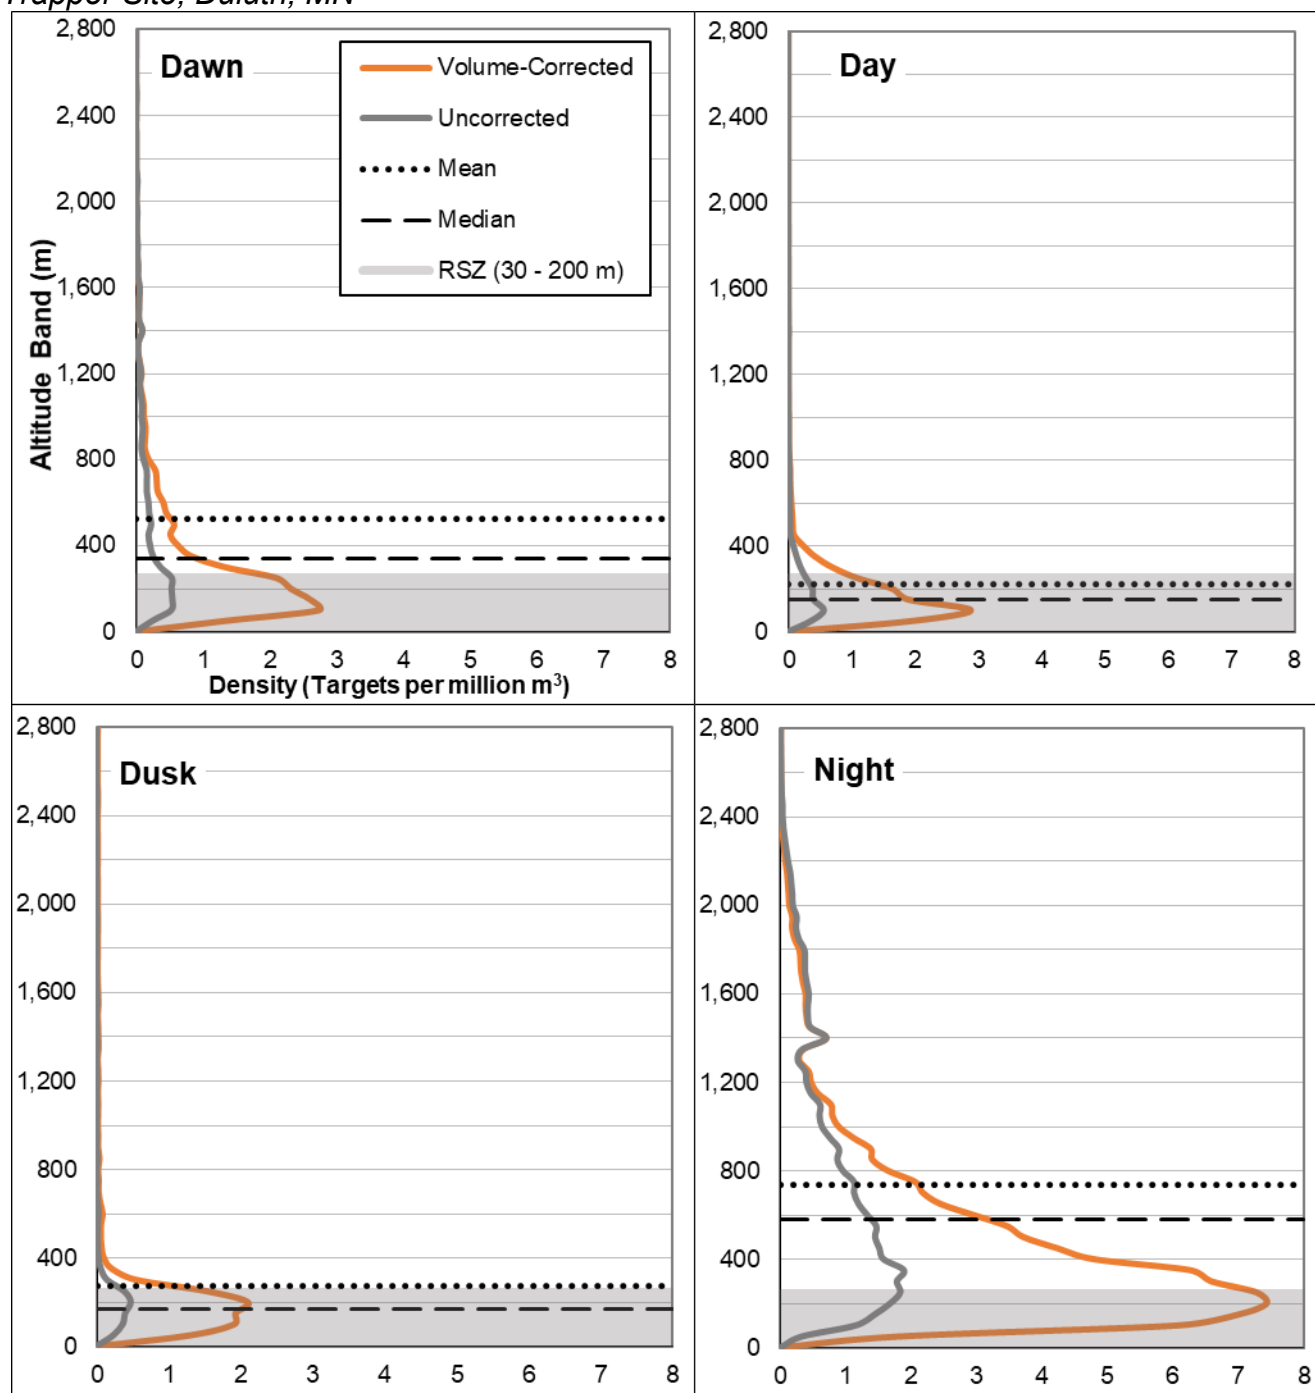 Trapper Site, Duluth, MN
2,800
Dawn
2,400
2,000
1,600
1,200
800
400
0
Altitude Band (m)
Volume-Corrected
Uncorrected
Mean
Median
RSZ (30 - 200 m)
0 1 2 3 4 5 6 7 8
Density (Targets per million m³)
2,800
Day
2,400
2,000
1,600
1,200
800
400
0
0 1 2 3 4 5 6 7 8
2,800
Dusk
2,400
2,000
1,600
1,200
800
400
0
0 1 2 3 4 5 6 7 8
2,800
Night
2,400
2,000
1,600
1,200
800
400
0
0 1 2 3 4 5 6 7 8